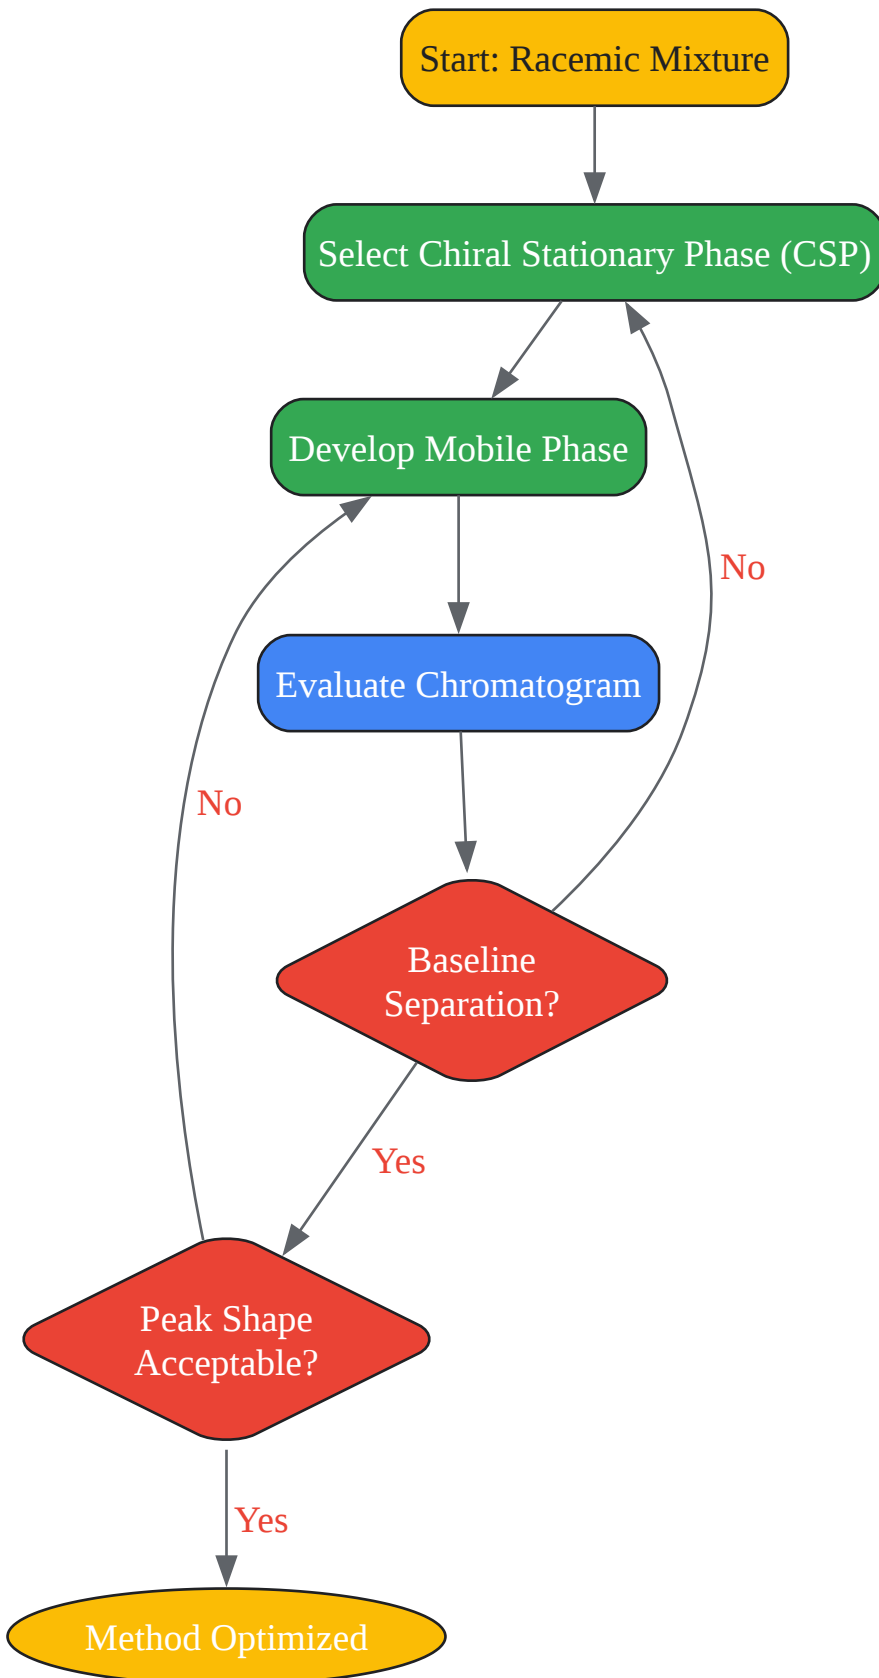 Start: Racemic Mixture
Select Chiral Stationary Phase (CSP)
Develop Mobile Phase
No
Evaluate Chromatogram
No
Baseline
Separation?
Yes
Peak Shape
Acceptable?
Yes
Method Optimized